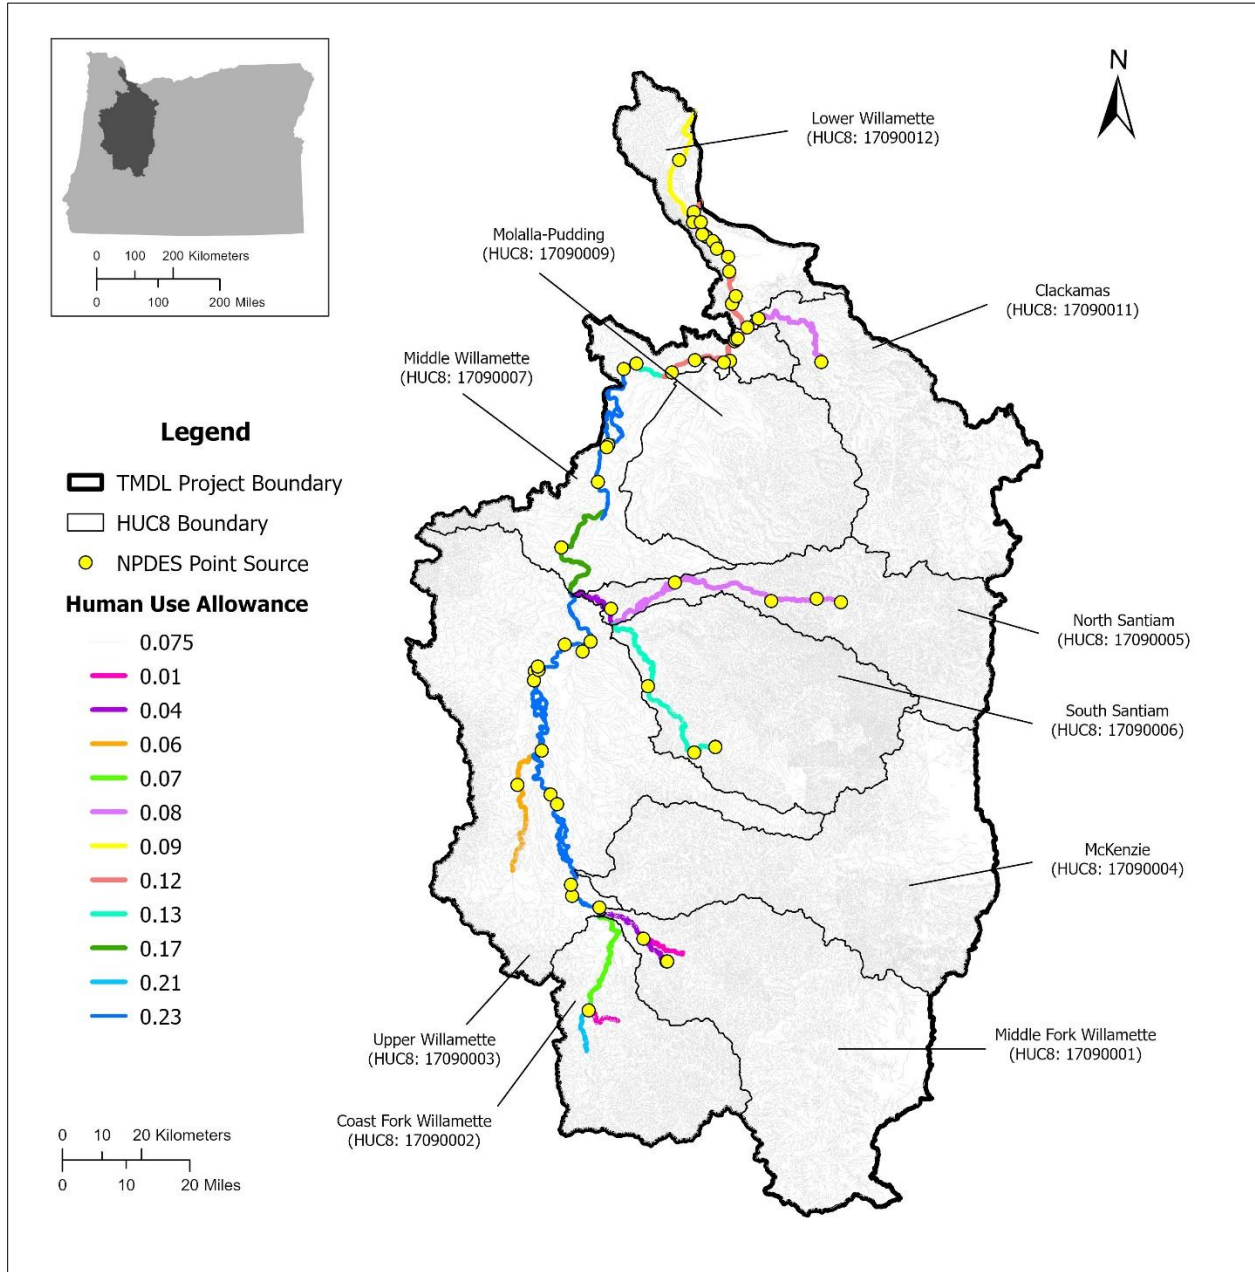 0 100 200 Kilometers
0 100 200 Miles
N
Lower Willamette
(HUC8: 17090012)
Molalla-Pudding
(HUC8: 17090009)
Clackamas
(HUC8: 17090011)
Middle Willamette
(HUC8: 17090007)
Legend
TMDL Project Boundary
HUC8 Boundary
NPDES Point Source
Human Use Allowance
0.075
0.01
0.04
0.06
0.07
0.08
0.09
0.12
0.13
0.17
0.21
0.23
North Santiam
(HUC8: 17090005)
South Santiam
(HUC8: 17090006)
McKenzie
(HUC8: 17090004)
Upper Willamette
(HUC8: 17090003)
Middle Fork Willamette
(HUC8: 17090001)
Coast Fork Willamette
(HUC8: 17090002)
0 10 20 Kilometers
0 10 20 Miles